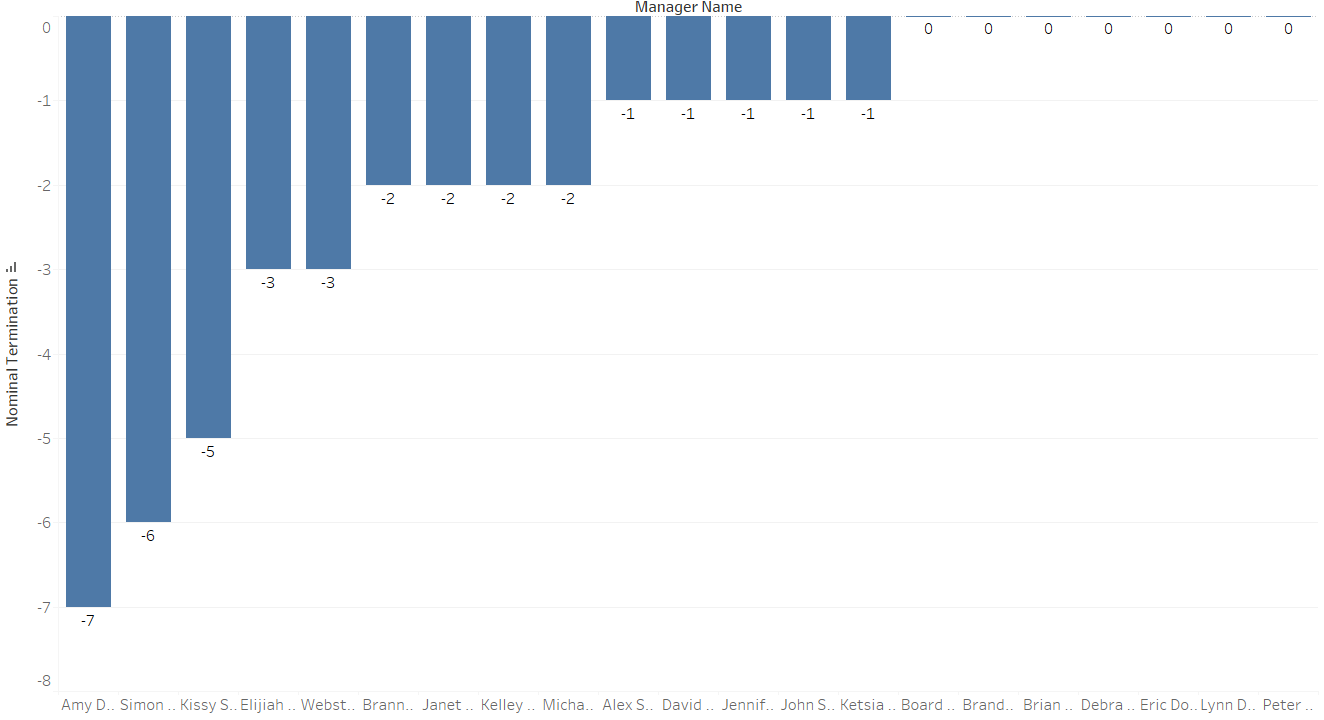 Manager Name
0
-1
-2
-3
-4
-5
-6
-7
-8
Nominal Termination
0 0 0 0 0 0 0
-1 -1 -1 -1 -1
-2 -2 -2 -2
-3 -3
-5
-6
-7
Amy D.. Simon .. Kissy S.. Elijiah .. Webst.. Brann.. Janet .. Kelley .. Micha.. Alex S.. David .. Jennif.. John S.. Ketsia .. Board .. Brand.. Brian .. Debra .. Eric Do.. Lynn D.. Peter ..